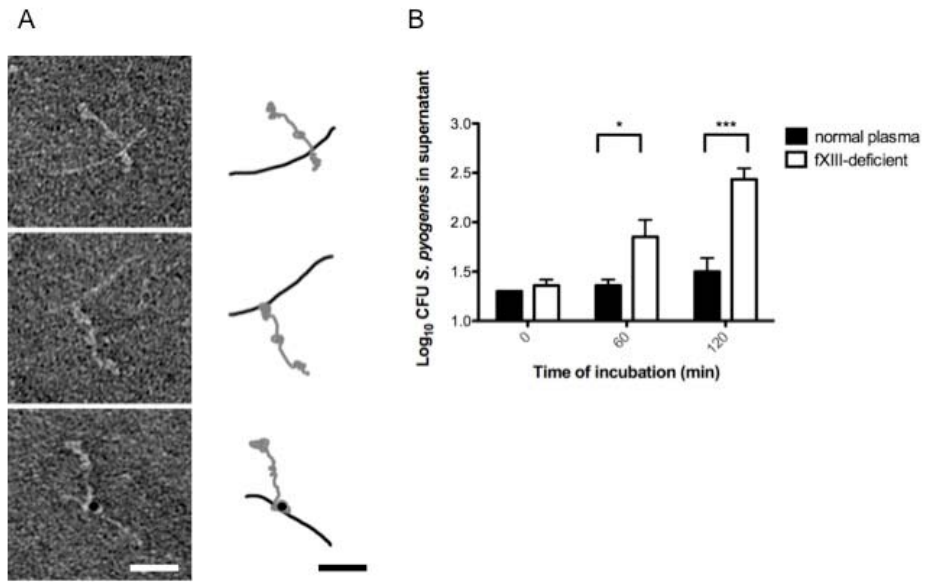 A
B
Log10 CFU S. pyogenes in supernatant
3.0
2.5
2.0
1.5
1.0
*
***
normal plasma
fXIII-deficient
0
60
120
Time of incubation (min)